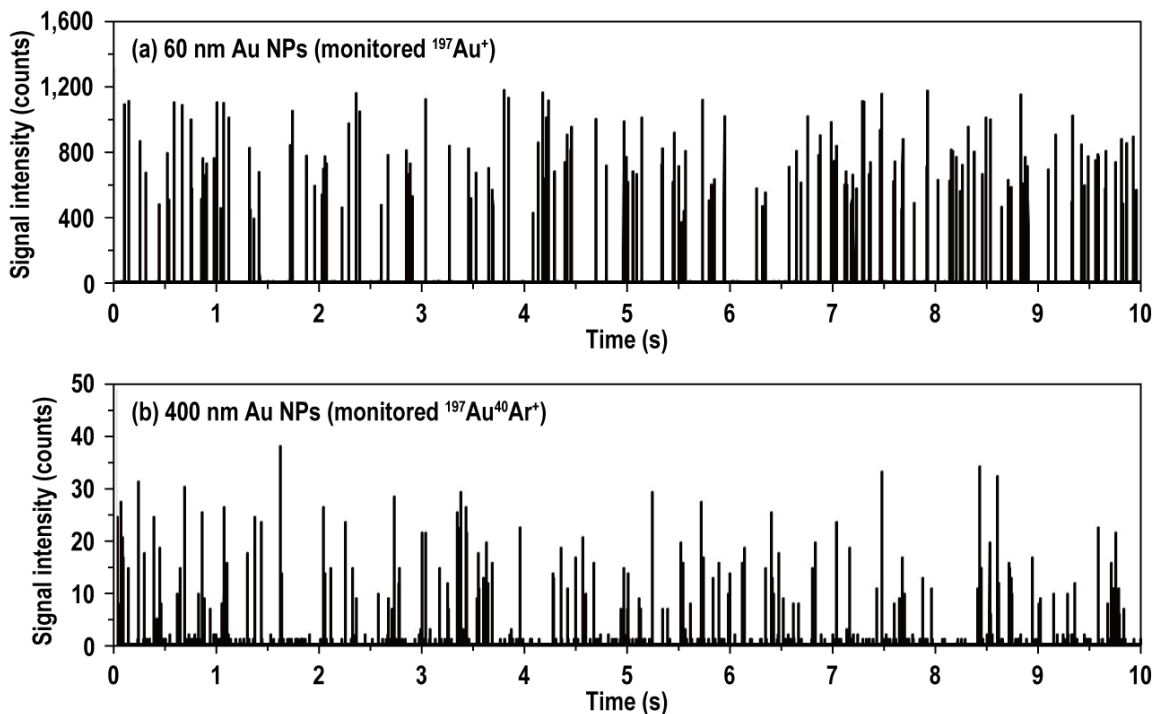 1,600
(a) 60 nm Au NPs (monitored ¹⁹⁷Au⁺)
1,200
800
400
0
Signal intensity (counts)
0 1 2 3 4 5 6 7 8 9 10
Time (s)
50
(b) 400 nm Au NPs (monitored ¹⁹⁷Au⁴⁰Ar⁺)
40
30
20
10
0
Signal intensity (counts)
0 1 2 3 4 5 6 7 8 9 10
Time (s)